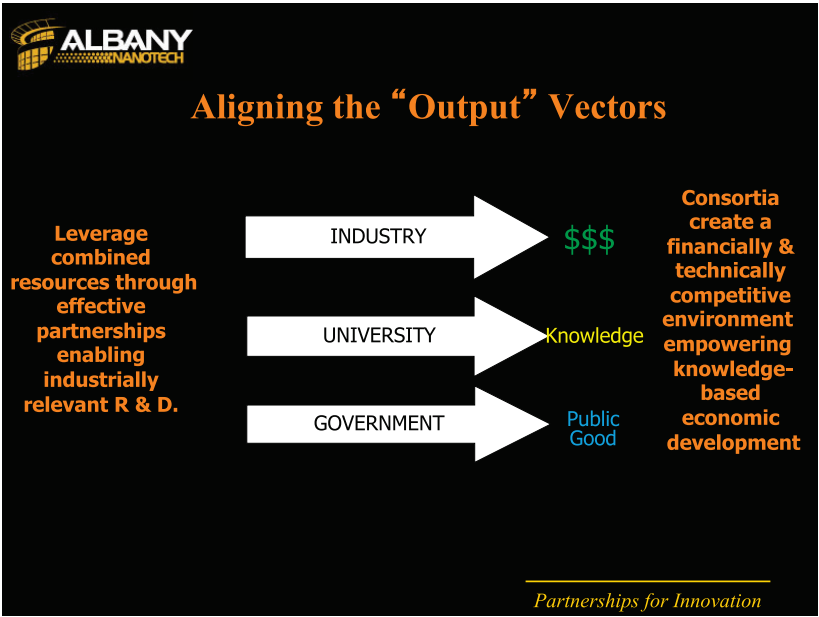 ALBANY
NANOTECH
Aligning the “Output” Vectors
Leverage
combined
resources through
effective
partnerships
enabling
industrially
relevant R & D.
INDUSTRY
$$$
UNIVERSITY
Knowledge
GOVERNMENT
Public
Good
Consortia
create a
financially &
technically
competitive
environment
empowering
knowledge-
based
economic
development
Partnerships for Innovation